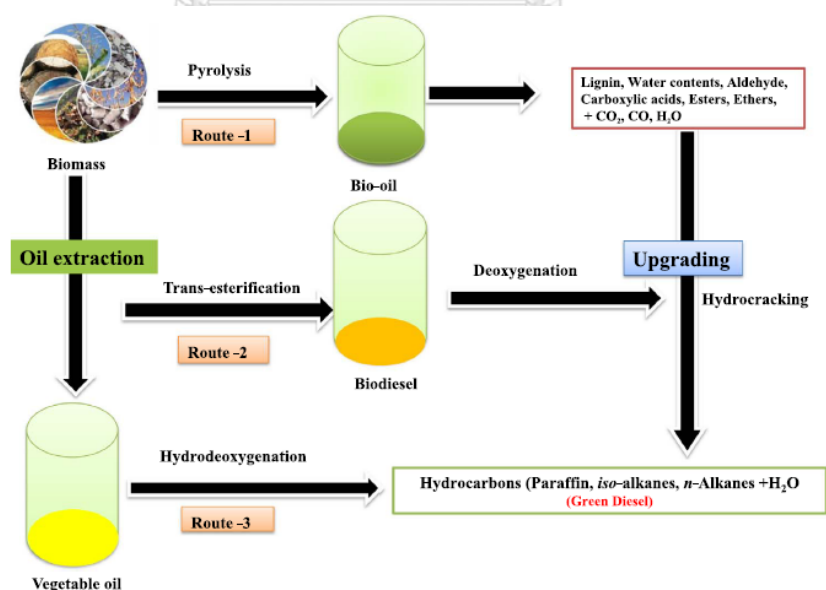 Pyrolysis
Route -1
Biomass
Bio-oil
Lignin, Water contents, Aldehyde,
Carboxylic acids, Esters, Ethers,
+ CO₂, CO, H₂O
Oil extraction
Trans-esterification
Route -2
Biodiesel
Deoxygenation
Upgrading
Hydrocracking
Hydrodeoxygenation
Route -3
Vegetable oil
Hydrocarbons (Paraffin, iso-alkanes, n-Alkanes +H₂O
(Green Diesel)